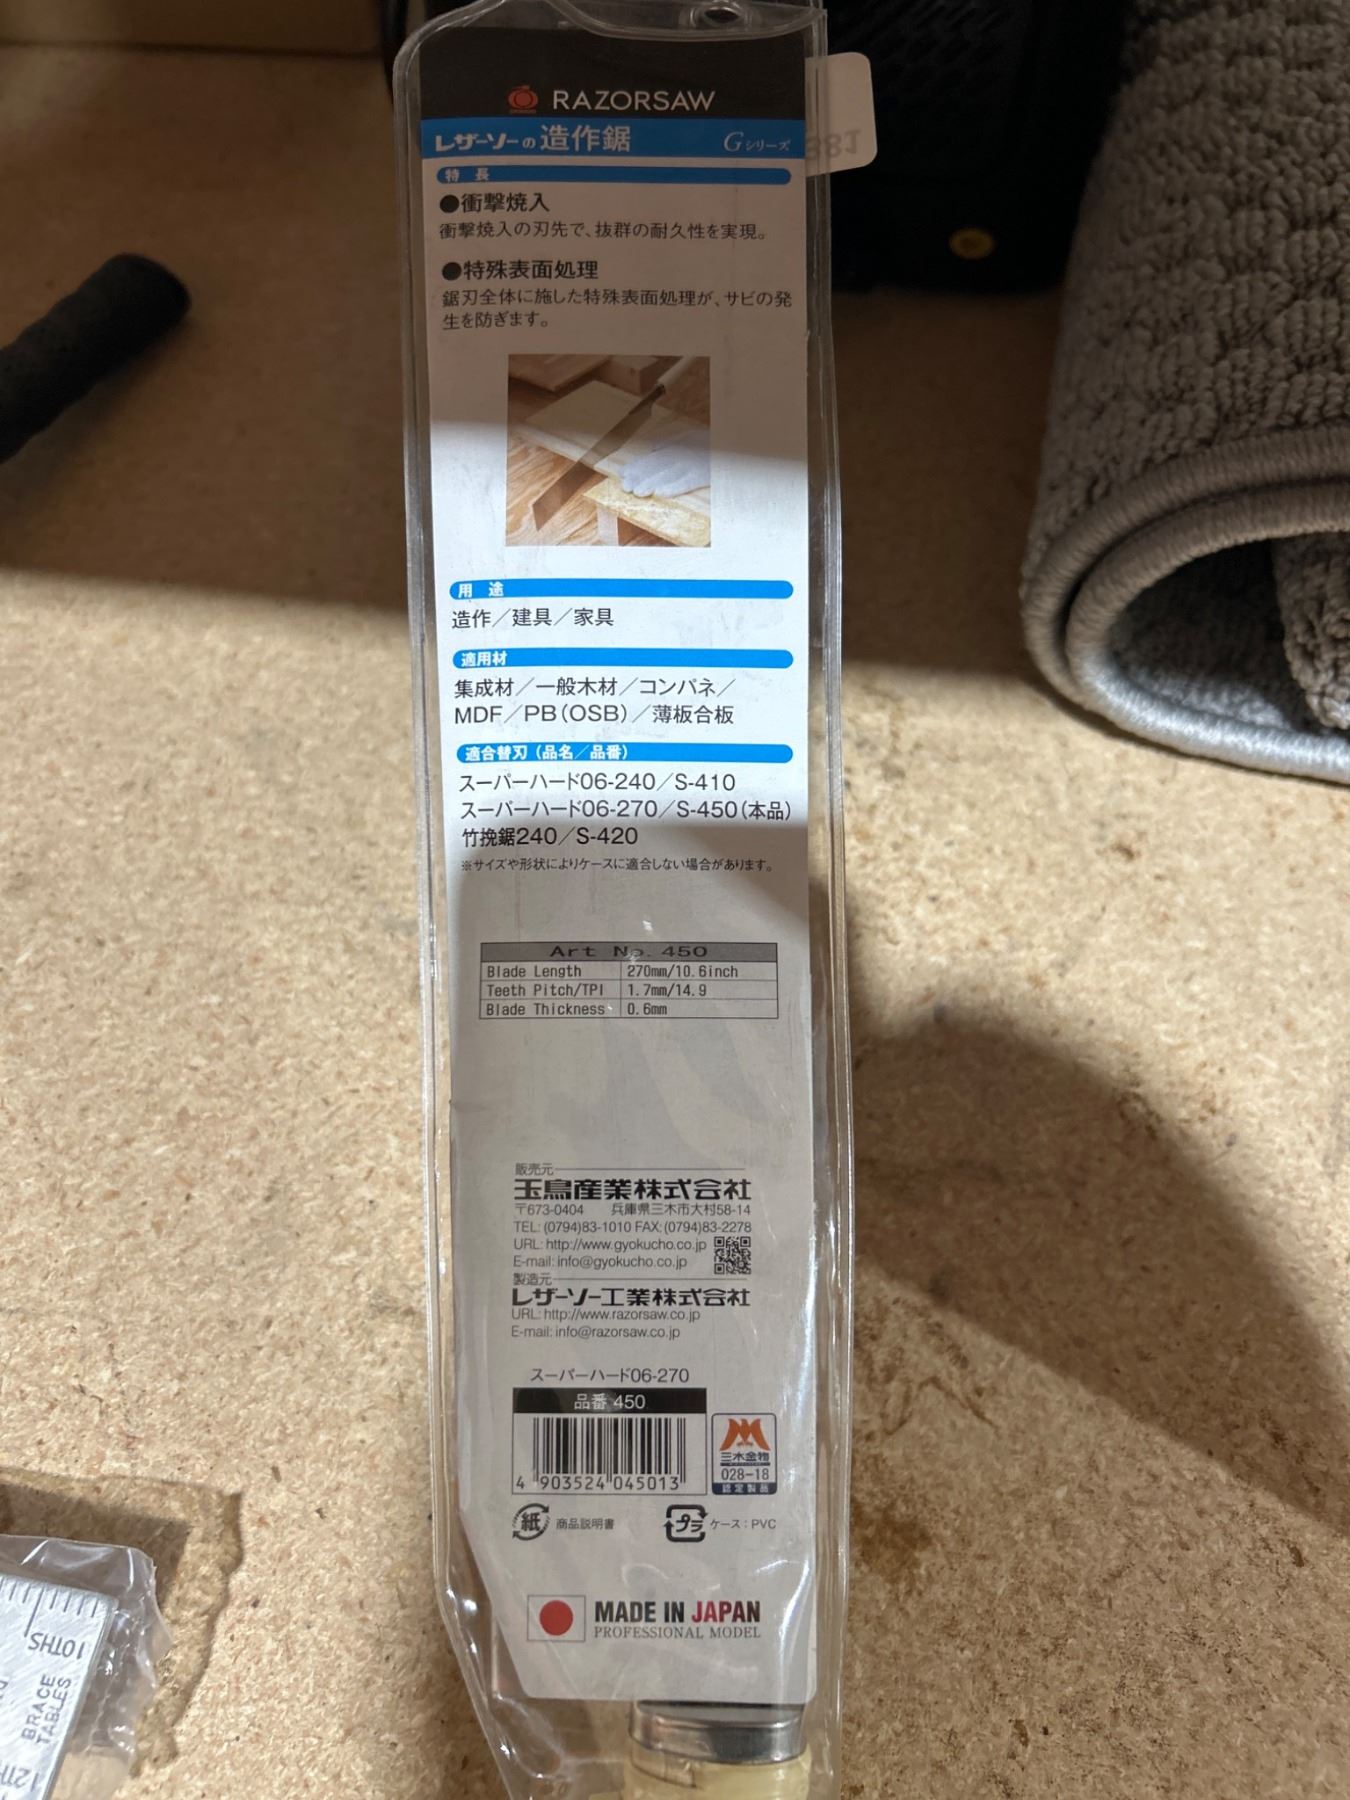 RAZORSAW
レザーソーの造作鋸 Gシリーズ
特長
●衝撃焼入
衝撃焼入の刃先で、抜群の耐久性を実現。
●特殊表面処理
鋸刃全体に施した特殊表面処理が、サビの発
生を防ぎます。
用途
造作／建具／家具
適用材
集成材／一般木材／コンパネ／
MDF／PB(OSB)／薄板合板
適合替刃（品名／品番）
スーパーハード06-240／S-410
スーパーハード06-270／S-450(本品)
竹挽鋸240／S-420
※サイズや形状によりケースに適合しない場合があります。
Art No. 450
Blade Length 270mm/10.6inch
Teeth Pitch/TPI 1.7mm/14.9
Blade Thickness 0.6mm
販売元
玉鳥産業株式会社
〒673-0404 兵庫県三木市大村58-14
TEL: (0794)83-1010 FAX: (0794)83-2278
URL: http://www.gyokucho.co.jp
E-mail: info@gyokucho.co.jp
製造元
レザーソー工業株式会社
URL: http://www.razorsaw.co.jp
E-mail: info@razorsaw.co.jp
スーパーハード06-270
品番 450
4 903524 045013
三木金物
028-18
認定製品
紙 商品説明書
プラ ケース：PVC
MADE IN JAPAN
PROFESSIONAL MODEL
10THS
BRACE
TABLES